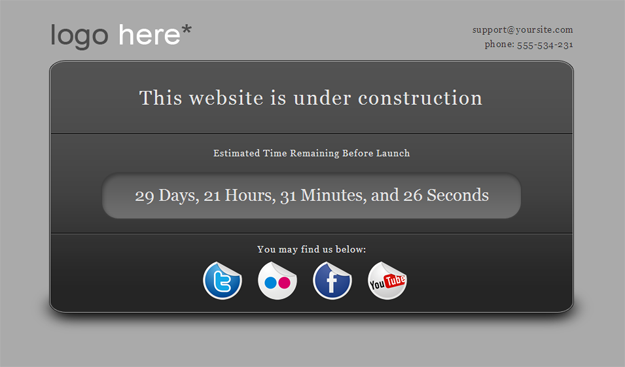 logo here*
support@yoursite.com
phone: 555-534-231
This website is under construction
Estimated Time Remaining Before Launch
29 Days, 21 Hours, 31 Minutes, and 26 Seconds
You may find us below:
t f You Tube